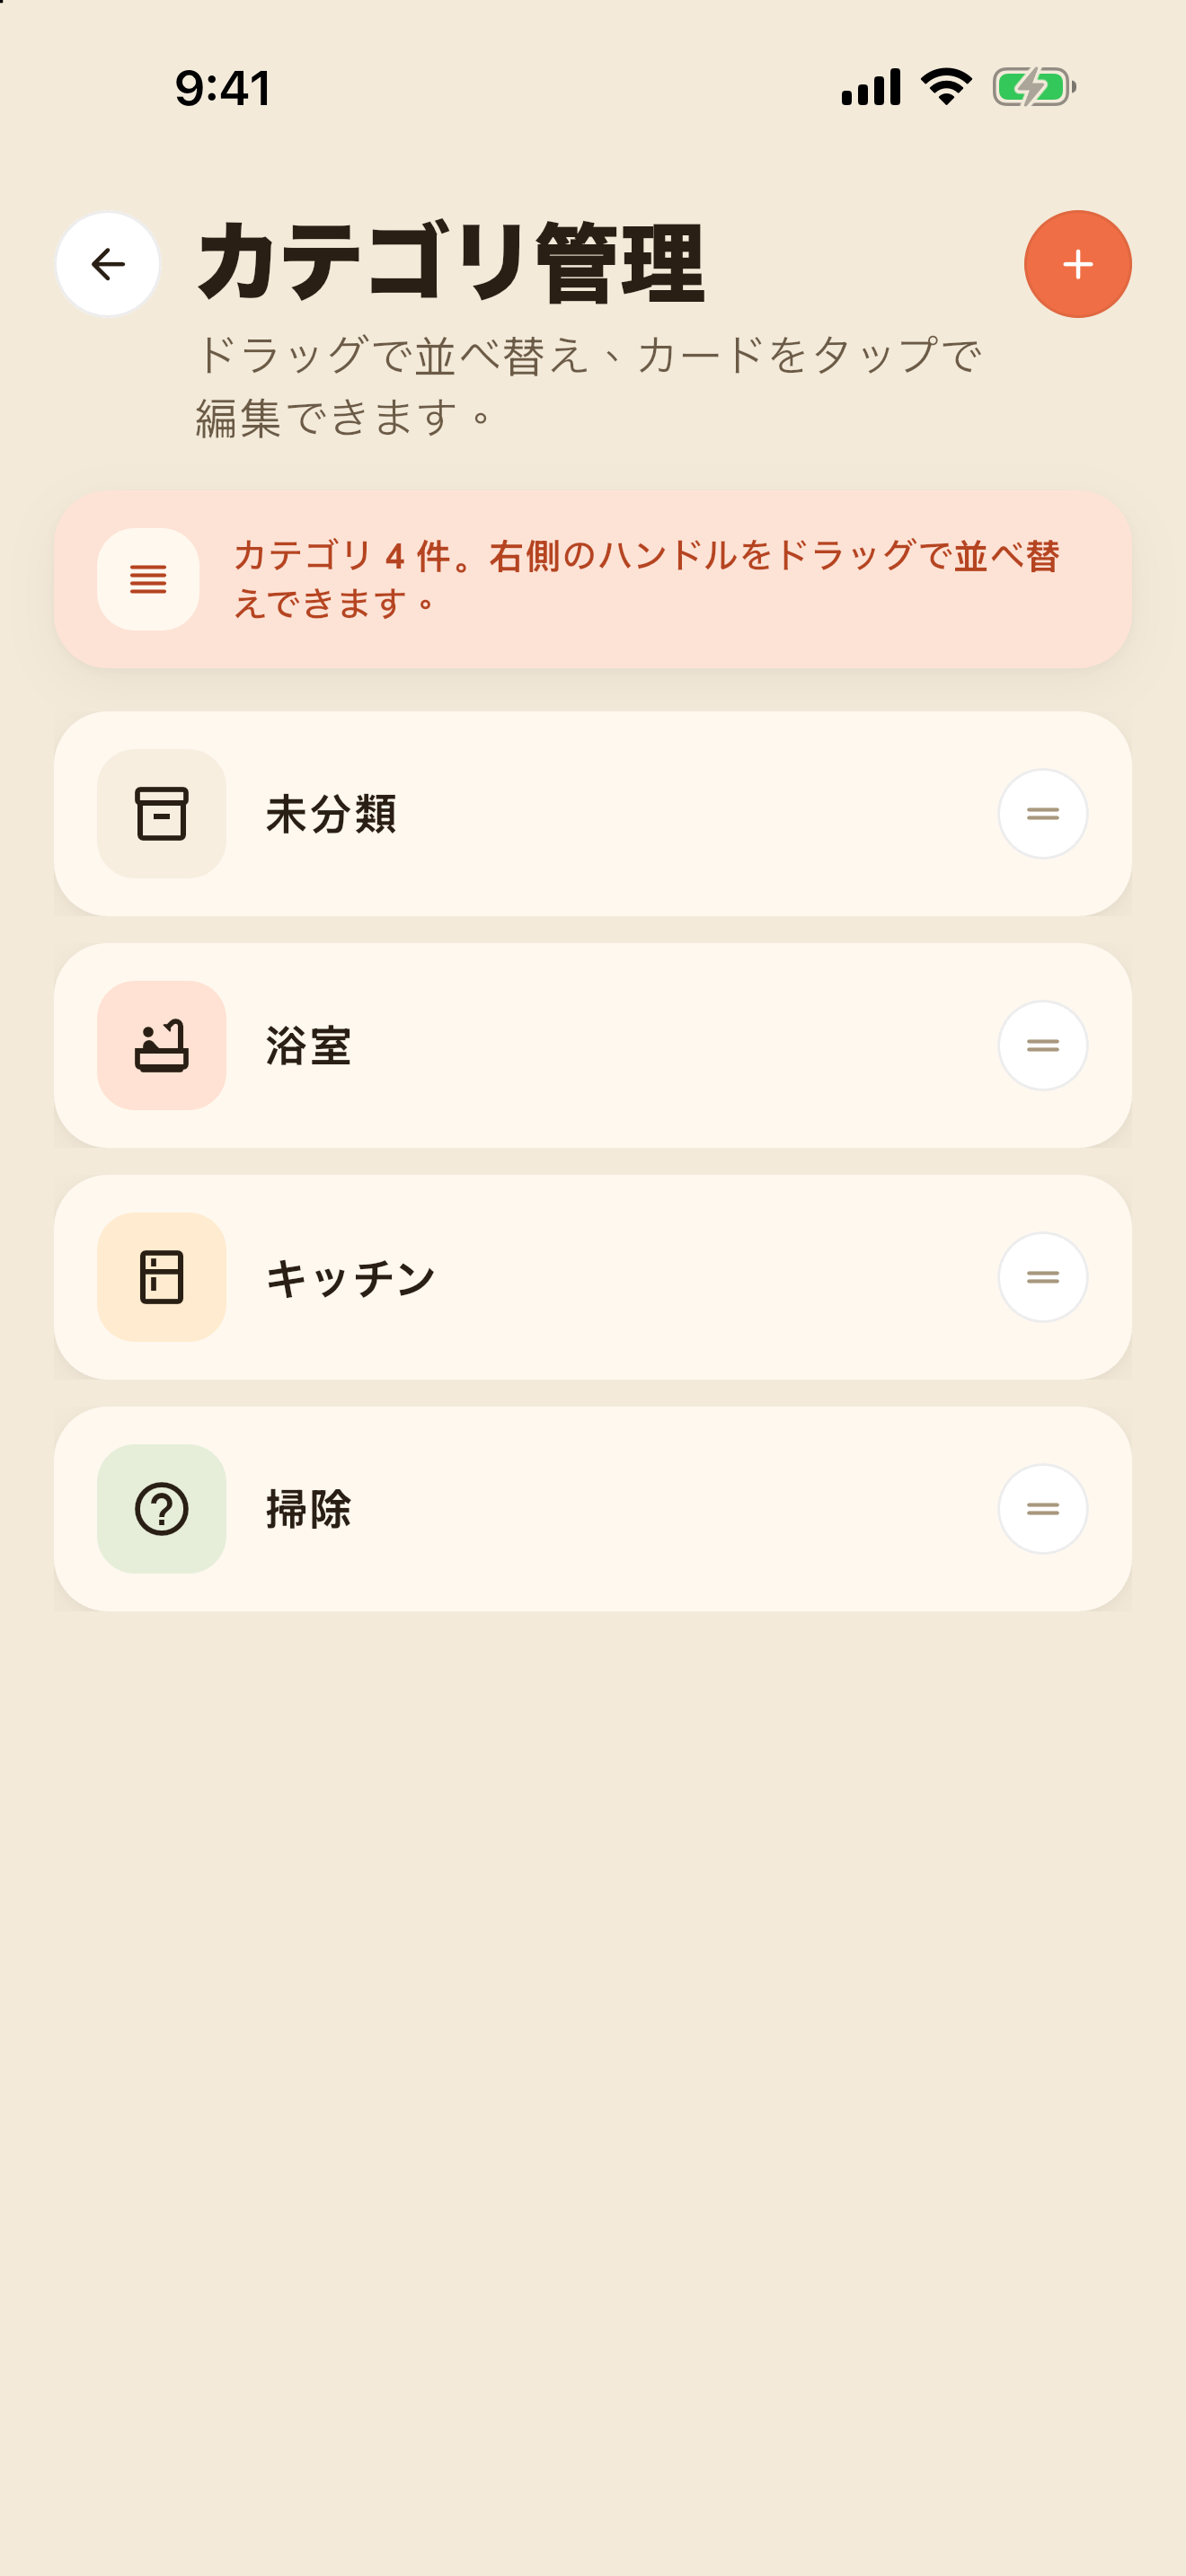 9:41
カテゴリ管理
ドラッグで並べ替え、カードをタップで
編集できます。
カテゴリ 4 件。右側のハンドルをドラッグで並べ替
えできます。
未分類
浴室
キッチン
掃除